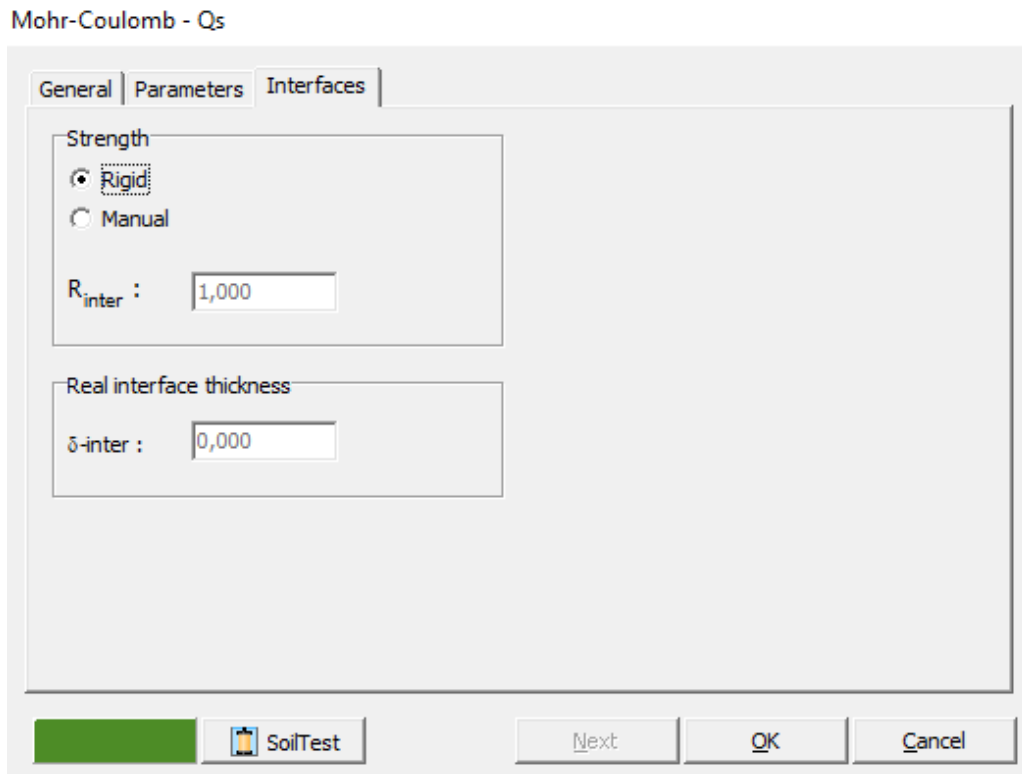 Mohr-Coulomb - Qs
General Parameters Interfaces
Strength
Rigid
Manual
Rinter : 1,000
Real interface thickness
δ-inter : 0,000
SoilTest Next OK Cancel